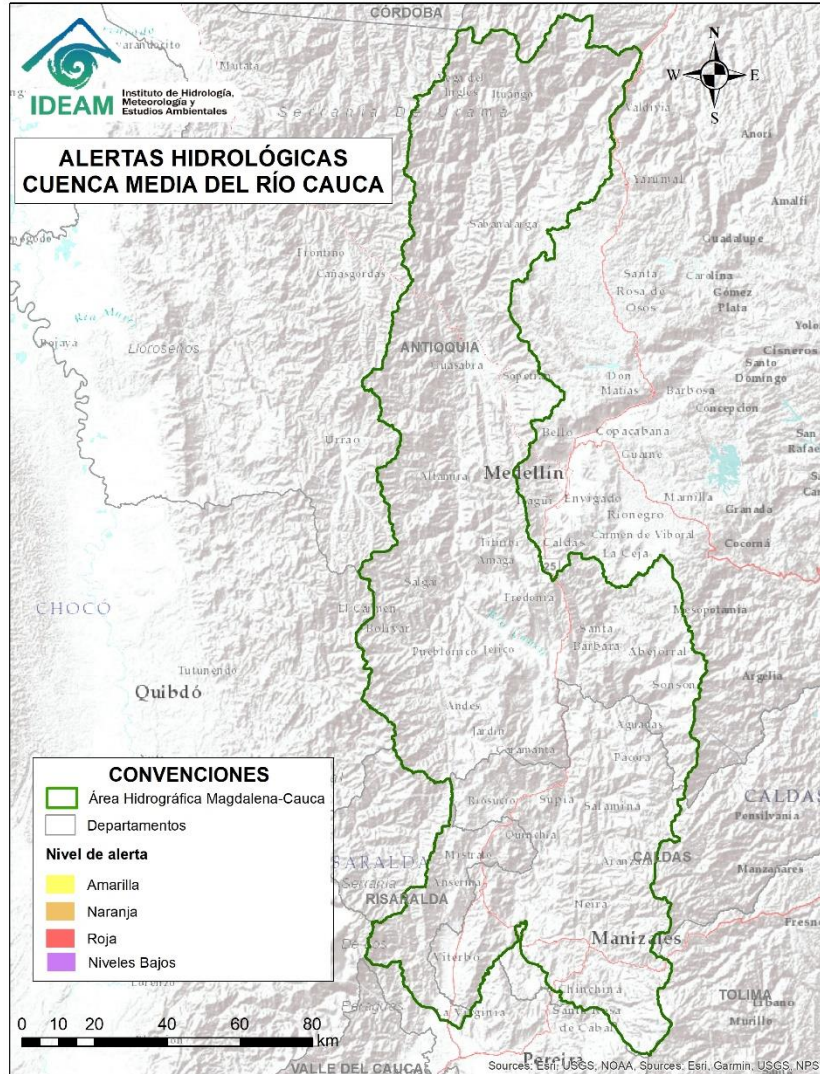 CÓRDOBA
IDEAM
Instituto de Hidrología,
Meteorología y
Estudios Ambientales
ALERTAS HIDROLÓGICAS
CUENCA MEDIA DEL RÍO CAUCA
N
W
E
S
Mutatá
Ituango
Valdivia
Anorí
Yarumal
Amalfi
Sabanalarga
Guadalupe
Frontino
Cañasgordas
Santa
Rosa de
Osos
Carolina
Gómez
Plata
ANTIOQUIA
Cisneros
Santo
Domingo
Sopetrán
Don
Matías
Barbosa
Concepción
Urrao
Bello
Copacabana
Guarne
San
Altamira
Medellín
Itagüí
Envigado
Marinilla
Rionegro
Granada
Titiribí
Caldas
Carmen de Viboral
La Ceja
Cocorná
Amagá
25
Salgar
CHOCÓ
El Carmen
Fredonia
Mesopotamia
Bolívar
Santa
Bárbara
Tutunendo
Pueblorrico
Jericó
Abejorral
Quibdó
Sonsón
Argelia
Andes
Jardín
Aguadas
Caramanta
Pácora
CALDAS
Riosucio
Supía
Salamina
Pensilvania
Quinchía
Mistrató
Aranzazu
CALDAS
Anserma
Manzanares
RISARALDA
Neira
Manizales
Viterbo
Chinchiná
TOLIMA
La Virginia
Santa Rosa
de Cabal
Líbano
Murillo
Pereira
VALLE DEL CAUCA
CONVENCIONES
Área Hidrográfica Magdalena-Cauca
Departamentos
Nivel de alerta
Amarilla
Naranja
Roja
Niveles Bajos
0 10 20 40 60 80
km
Sources: Esri, USGS, NOAA, Sources: Esri, Garmin, USGS, NPS